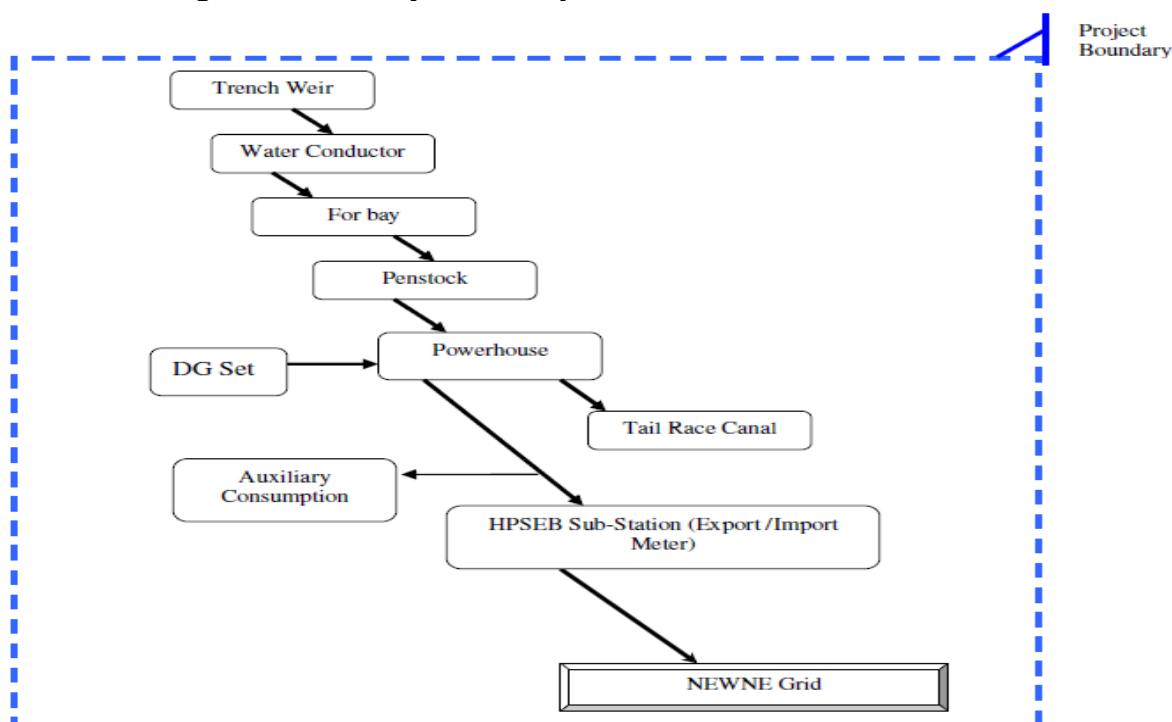 Project
Boundary
Trench Weir
Water Conductor
For bay
Penstock
Powerhouse
DG Set
Tail Race Canal
Auxiliary
Consumption
HPSEB Sub-Station (Export /Import
Meter)
NEWNE Grid